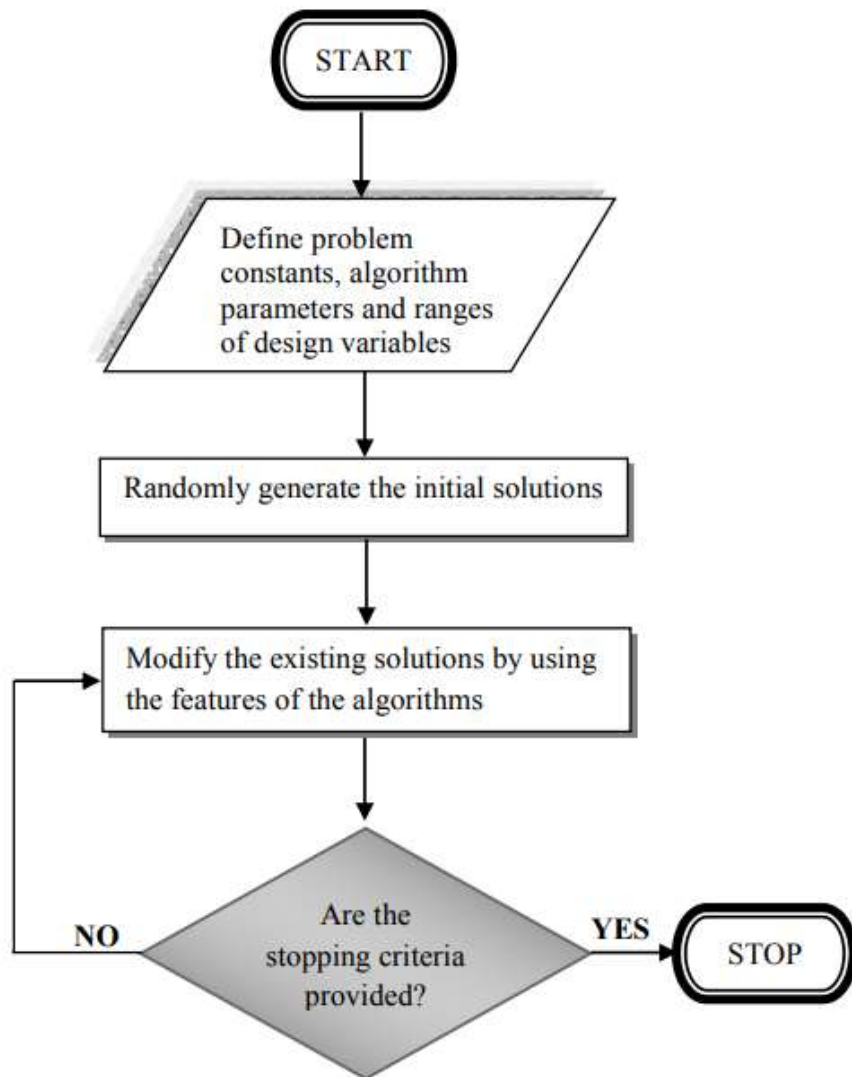 START
Define problem
constants, algorithm
parameters and ranges
of design variables
Randomly generate the initial solutions
Modify the existing solutions by using
the features of the algorithms
Are the
stopping criteria
provided?
NO
YES
STOP